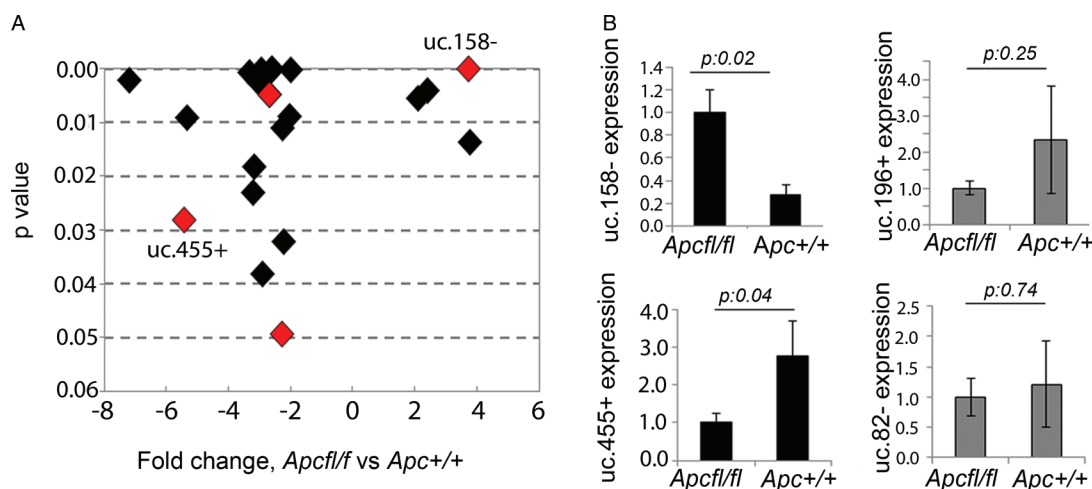 A
uc.158-
0.00
0.01
0.02
0.03
0.04
0.05
0.06
p value
uc.455+
-8 -6 -4 -2 0 2 4 6
Fold change, Apcfl/f vs Apc+/+
B
p:0.02
uc.158- expression
1.4
1.2
1.0
0.8
0.6
0.4
0.2
0.0
Apcfl/fl Apc+/+
p:0.25
uc.196+ expression
4.0
2.0
1.0
0.0
Apcfl/fl Apc+/+
p:0.04
uc.455+ expression
4.0
3.0
2.0
1.0
0.0
Apcfl/fl Apc+/+
p:0.74
uc.82- expression
2.5
2.0
1.5
1.0
0.5
0.0
Apcfl/fl Apc+/+